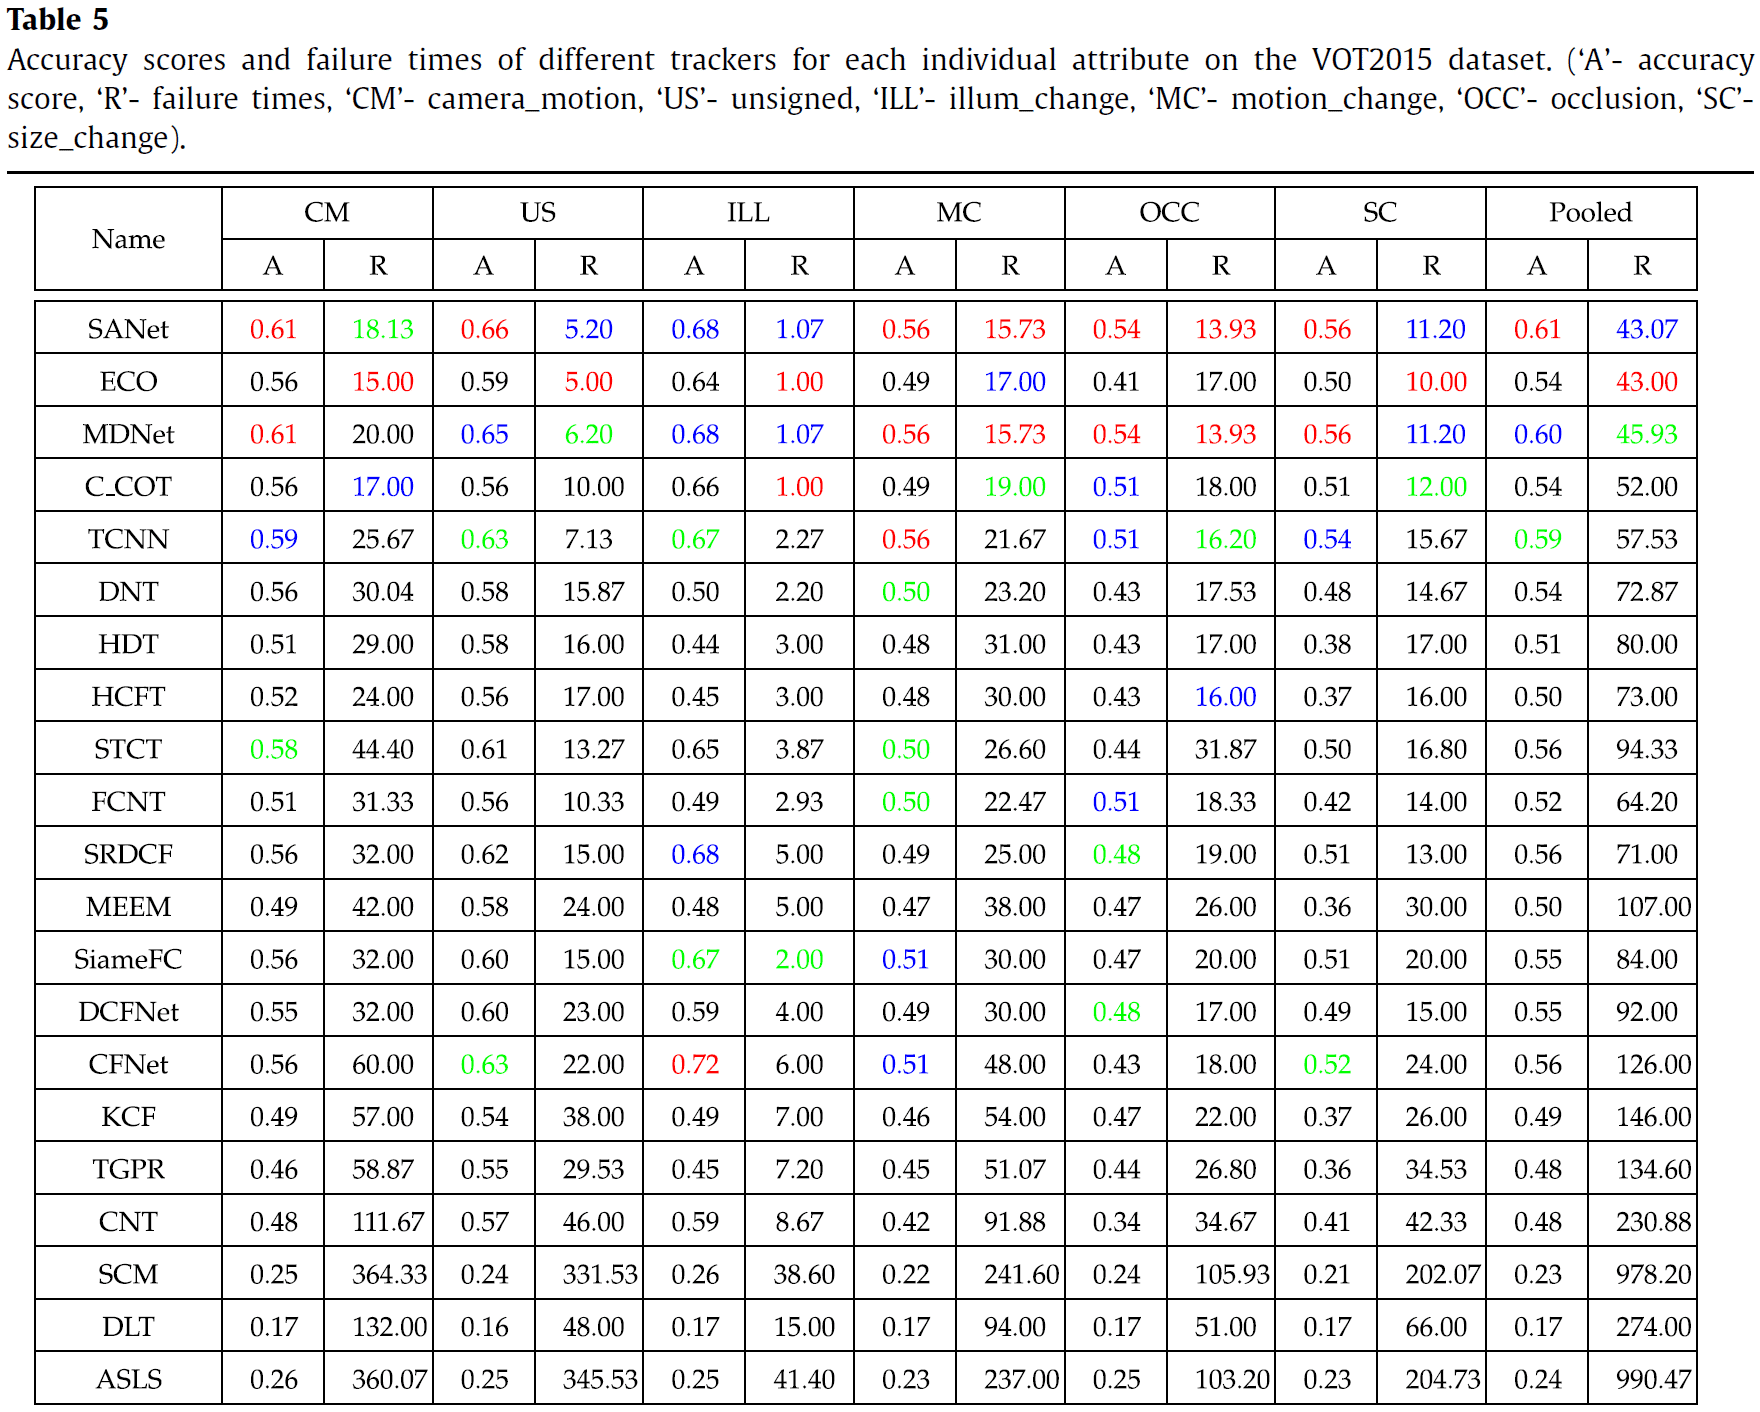 Table 5
Accuracy scores and failure times of different trackers for each individual attribute on the VOT2015 dataset. (‘A’- accuracy
score, ‘R’- failure times, ‘CM’- camera_motion, ‘US’- unsigned, ‘ILL’- illum_change, ‘MC’- motion_change, ‘OCC’- occlusion, ‘SC’-
size_change).
Name CM US ILL MC OCC SC Pooled
A R A R A R A R A R A R A R
SANet 0.61 18.13 0.66 5.20 0.68 1.07 0.56 15.73 0.54 13.93 0.56 11.20 0.61 43.07
ECO 0.56 15.00 0.59 5.00 0.64 1.00 0.49 17.00 0.41 17.00 0.50 10.00 0.54 43.00
MDNet 0.61 20.00 0.65 6.20 0.68 1.07 0.56 15.73 0.54 13.93 0.56 11.20 0.60 45.93
C_COT 0.56 17.00 0.56 10.00 0.66 1.00 0.49 19.00 0.51 18.00 0.51 12.00 0.54 52.00
TCNN 0.59 25.67 0.63 7.13 0.67 2.27 0.56 21.67 0.51 16.20 0.54 15.67 0.59 57.53
DNT 0.56 30.04 0.58 15.87 0.50 2.20 0.50 23.20 0.43 17.53 0.48 14.67 0.54 72.87
HDT 0.51 29.00 0.58 16.00 0.44 3.00 0.48 31.00 0.43 17.00 0.38 17.00 0.51 80.00
HCFT 0.52 24.00 0.56 17.00 0.45 3.00 0.48 30.00 0.43 16.00 0.37 16.00 0.50 73.00
STCT 0.58 44.40 0.61 13.27 0.65 3.87 0.50 26.60 0.44 31.87 0.50 16.80 0.56 94.33
FCNT 0.51 31.33 0.56 10.33 0.49 2.93 0.50 22.47 0.51 18.33 0.42 14.00 0.52 64.20
SRDCF 0.56 32.00 0.62 15.00 0.68 5.00 0.49 25.00 0.48 19.00 0.51 13.00 0.56 71.00
MEEM 0.49 42.00 0.58 24.00 0.48 5.00 0.47 38.00 0.47 26.00 0.36 30.00 0.50 107.00
SiameFC 0.56 32.00 0.60 15.00 0.67 2.00 0.51 30.00 0.47 20.00 0.51 20.00 0.55 84.00
DCFNet 0.55 32.00 0.60 23.00 0.59 4.00 0.49 30.00 0.48 17.00 0.49 15.00 0.55 92.00
CFNet 0.56 60.00 0.63 22.00 0.72 6.00 0.51 48.00 0.43 18.00 0.52 24.00 0.56 126.00
KCF 0.49 57.00 0.54 38.00 0.49 7.00 0.46 54.00 0.47 22.00 0.37 26.00 0.49 146.00
TGPR 0.46 58.87 0.55 29.53 0.45 7.20 0.45 51.07 0.44 26.80 0.36 34.53 0.48 134.60
CNT 0.48 111.67 0.57 46.00 0.59 8.67 0.42 91.88 0.34 34.67 0.41 42.33 0.48 230.88
SCM 0.25 364.33 0.24 331.53 0.26 38.60 0.22 241.60 0.24 105.93 0.21 202.07 0.23 978.20
DLT 0.17 132.00 0.16 48.00 0.17 15.00 0.17 94.00 0.17 51.00 0.17 66.00 0.17 274.00
ASLS 0.26 360.07 0.25 345.53 0.25 41.40 0.23 237.00 0.25 103.20 0.23 204.73 0.24 990.47